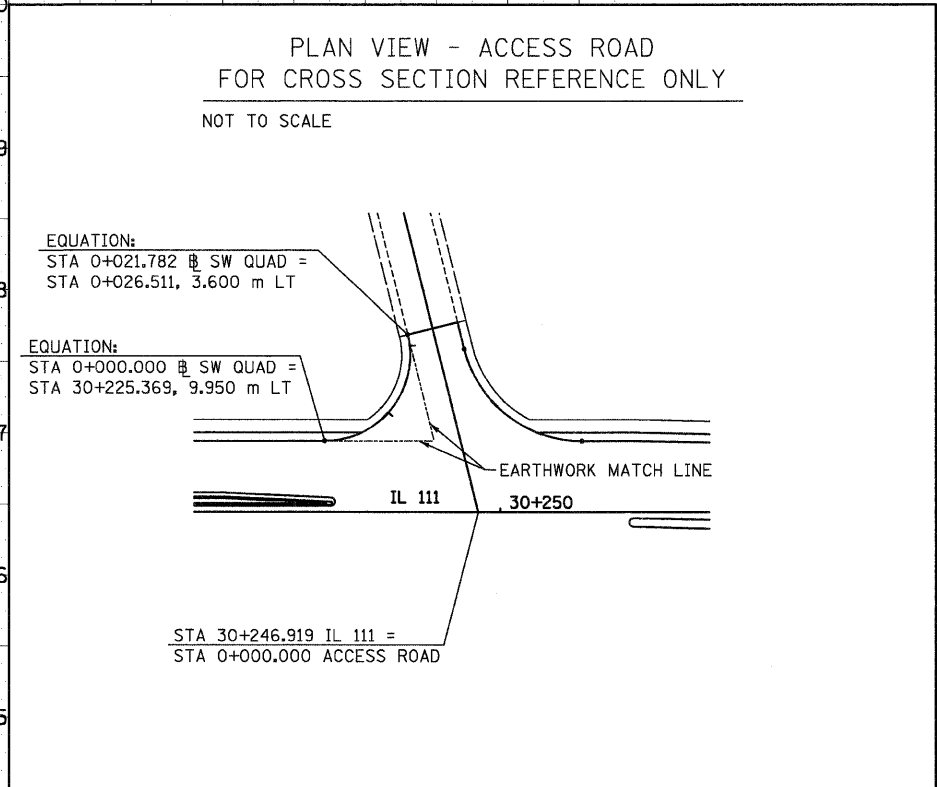 PLAN VIEW - ACCESS ROAD
FOR CROSS SECTION REFERENCE ONLY
NOT TO SCALE
EQUATION:
STA 0+021.782 ⅊ SW QUAD =
STA 0+026.511, 3.600 m LT
EQUATION:
STA 0+000.000 ⅊ SW QUAD =
STA 30+225.369, 9.950 m LT
EARTHWORK MATCH LINE
IL 111
30+250
STA 30+246.919 IL 111 =
STA 0+000.000 ACCESS ROAD